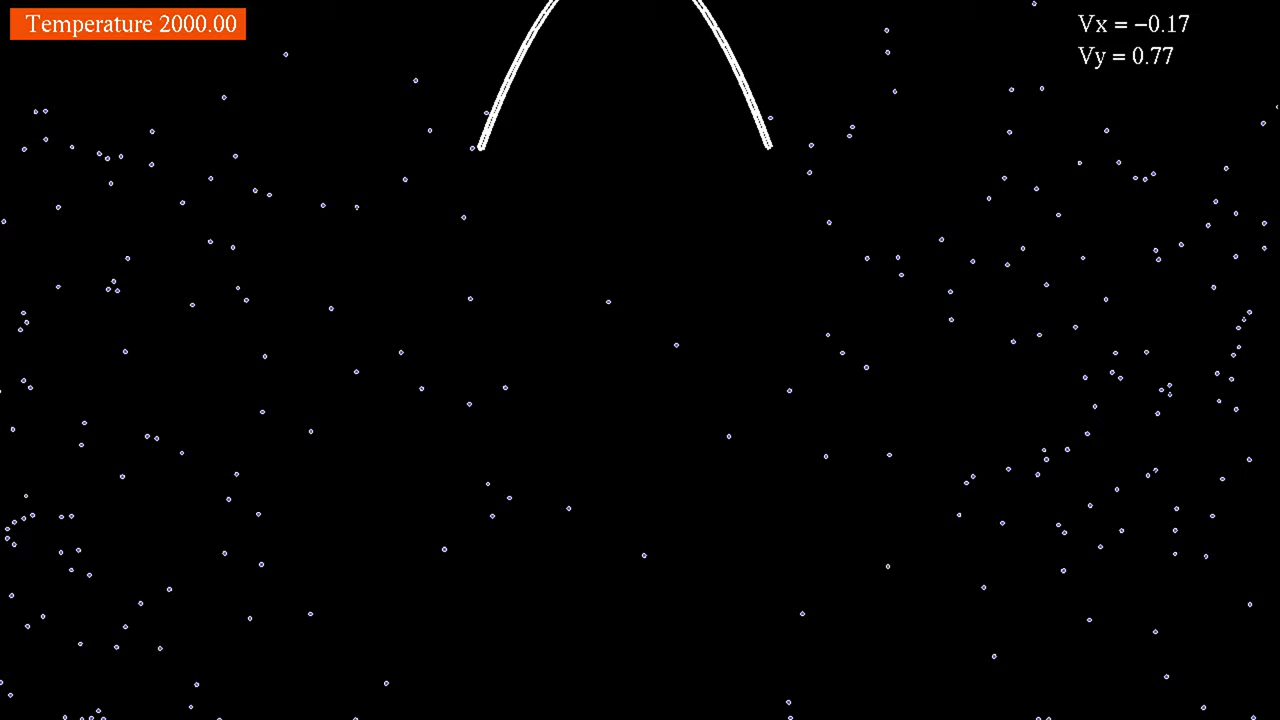 Temperature 2000.00
Vx = −0.17
Vy = 0.77